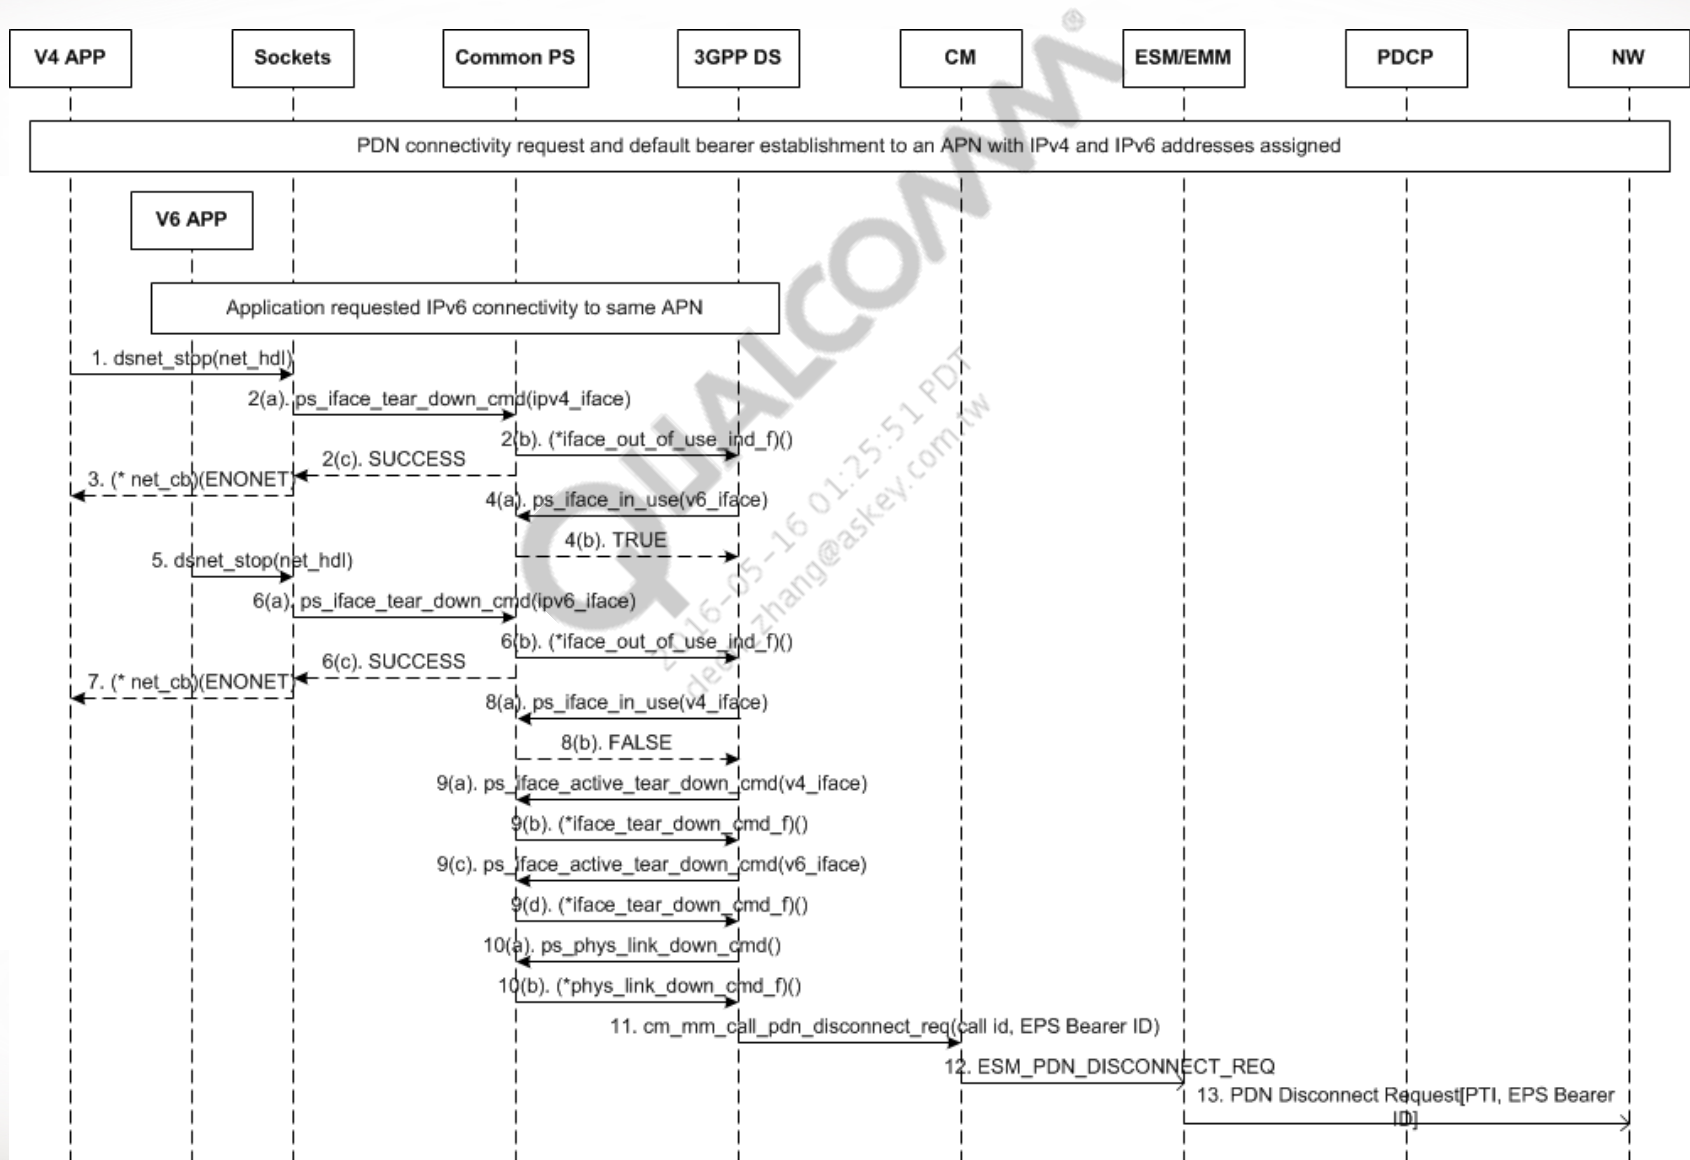 V4 APP
Sockets
Common PS
3GPP DS
CM
ESM/EMM
PDCP
NW
PDN connectivity request and default bearer establishment to an APN with IPv4 and IPv6 addresses assigned
V6 APP
Application requested IPv6 connectivity to same APN
1. dsnet_stop(net_hdl)
2(a). ps_iface_tear_down_cmd(ipv4_iface)
2(b). (*iface_out_of_use_ind_f)()
2(c). SUCCESS
3. (* net_cb)(ENONET)
4(a). ps_iface_in_use(v6_iface)
4(b). TRUE
5. dsnet_stop(net_hdl)
6(a). ps_iface_tear_down_cmd(ipv6_iface)
6(b). (*iface_out_of_use_ind_f)()
6(c). SUCCESS
7. (* net_cb)(ENONET)
8(a). ps_iface_in_use(v4_iface)
8(b). FALSE
9(a). ps_iface_active_tear_down_cmd(v4_iface)
9(b). (*iface_tear_down_cmd_f)()
9(c). ps_iface_active_tear_down_cmd(v6_iface)
9(d). (*iface_tear_down_cmd_f)()
10(a). ps_phys_link_down_cmd()
10(b). (*phys_link_down_cmd_f)()
11. cm_mm_call_pdn_disconnect_req(call id, EPS Bearer ID)
12. ESM_PDN_DISCONNECT_REQ
13. PDN Disconnect Request[PTI, EPS Bearer
ID]
QUALCOMM®
2016-05-16 01:25:51 PDT